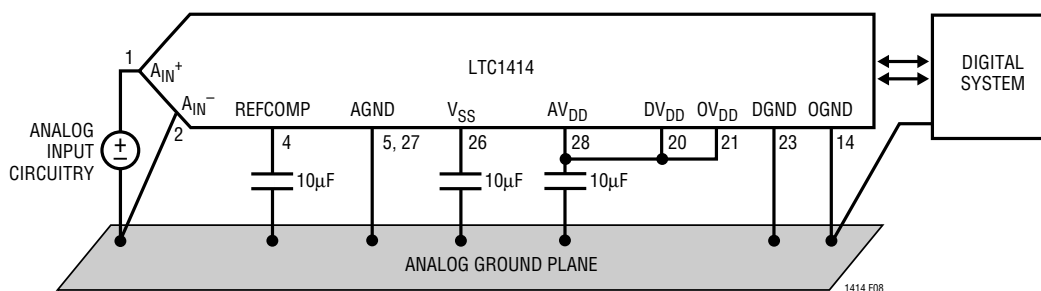 1
A_IN^+
LTC1414
DIGITAL
SYSTEM
A_IN^−
2
REFCOMP
AGND
V_SS
AV_DD
DV_DD
OV_DD
DGND
OGND
ANALOG
INPUT
CIRCUITRY
+
−
4
5, 27
26
28
20
21
23
14
10µF
10µF
10µF
ANALOG GROUND PLANE
1414 F08